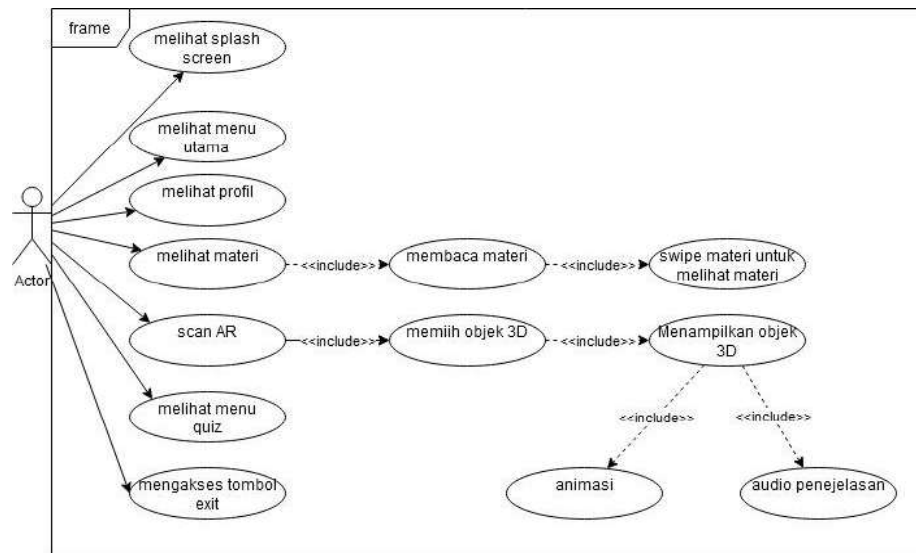 frame
melihat splash
screen
melihat menu
utama
melihat profil
Actor
melihat materi
<<include>>
membaca materi
<<include>>
swipe materi untuk
melihat materi
scan AR
<<include>>
memiih objek 3D
<<include>>
Menampilkan objek
3D
melihat menu
quiz
<<include>>
<<include>>
mengakses tombol
exit
animasi
audio penejelasan